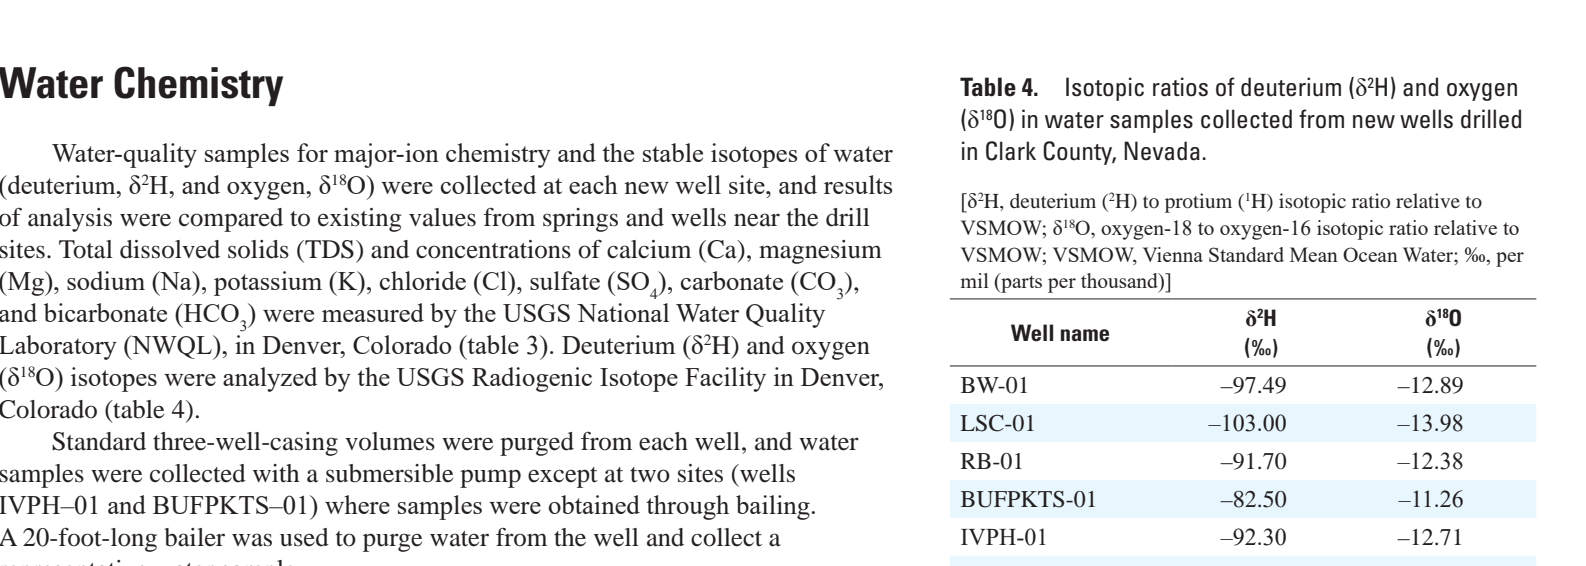 Water Chemistry
Water-quality samples for major-ion chemistry and the stable isotopes of water
(deuterium, δ²H, and oxygen, δ¹⁸O) were collected at each new well site, and results
of analysis were compared to existing values from springs and wells near the drill
sites. Total dissolved solids (TDS) and concentrations of calcium (Ca), magnesium
(Mg), sodium (Na), potassium (K), chloride (Cl), sulfate (SO₄), carbonate (CO₃),
and bicarbonate (HCO₃) were measured by the USGS National Water Quality
Laboratory (NWQL), in Denver, Colorado (table 3). Deuterium (δ²H) and oxygen
(δ¹⁸O) isotopes were analyzed by the USGS Radiogenic Isotope Facility in Denver,
Colorado (table 4).
Standard three-well-casing volumes were purged from each well, and water
samples were collected with a submersible pump except at two sites (wells
IVPH–01 and BUFPKTS–01) where samples were obtained through bailing.
A 20-foot-long bailer was used to purge water from the well and collect a
Table 4. Isotopic ratios of deuterium (δ²H) and oxygen
(δ¹⁸O) in water samples collected from new wells drilled
in Clark County, Nevada.
[δ²H, deuterium (²H) to protium (¹H) isotopic ratio relative to
VSMOW; δ¹⁸O, oxygen-18 to oxygen-16 isotopic ratio relative to
VSMOW; VSMOW, Vienna Standard Mean Ocean Water; ‰, per
mil (parts per thousand)]
Well name δ²H (‰) δ¹⁸O (‰)
BW-01 –97.49 –12.89
LSC-01 –103.00 –13.98
RB-01 –91.70 –12.38
BUFPKTS-01 –82.50 –11.26
IVPH-01 –92.30 –12.71